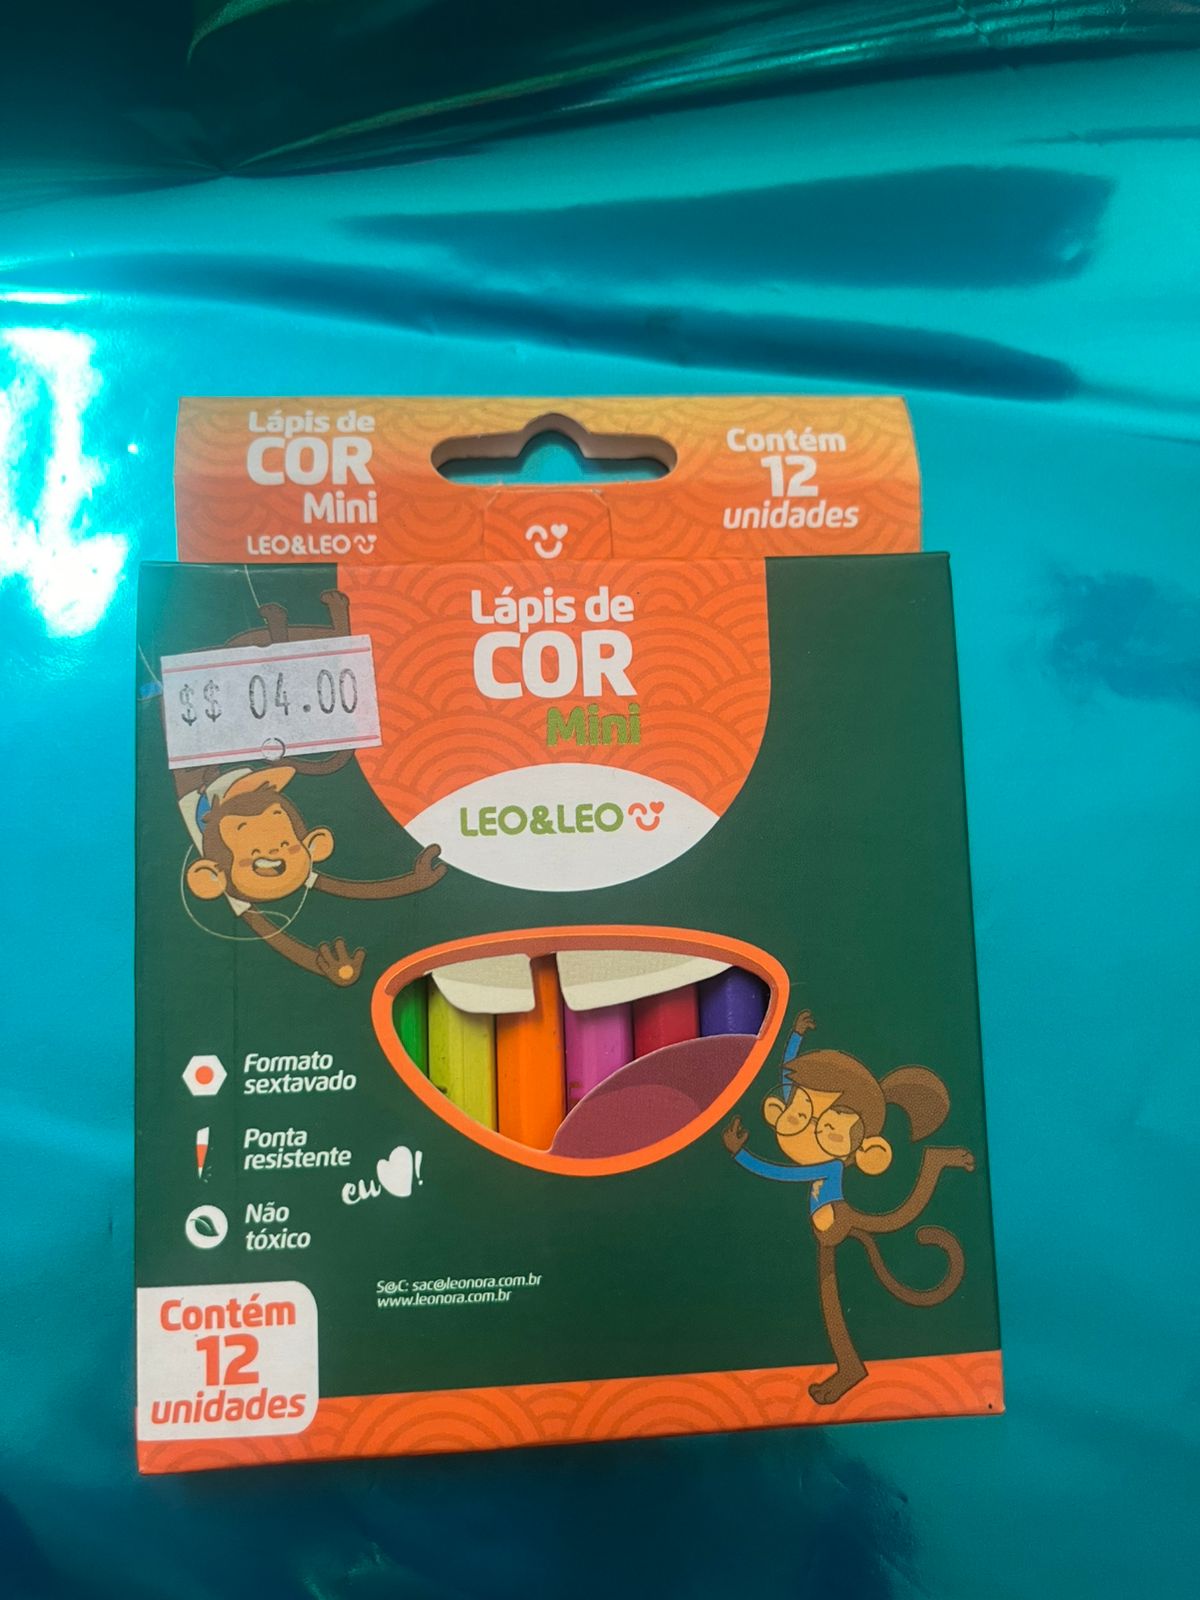 Lápis de
COR
Mini
LEO&LEO
Contém
12
unidades
Lápis de
COR
Mini
LEO&LEO
$$ 04.00
Formato
sextavado
Ponta
resistente
eu !
Não
tóxico
S@C: sac@leonora.com.br
www.leonora.com.br
Contém
12
unidades